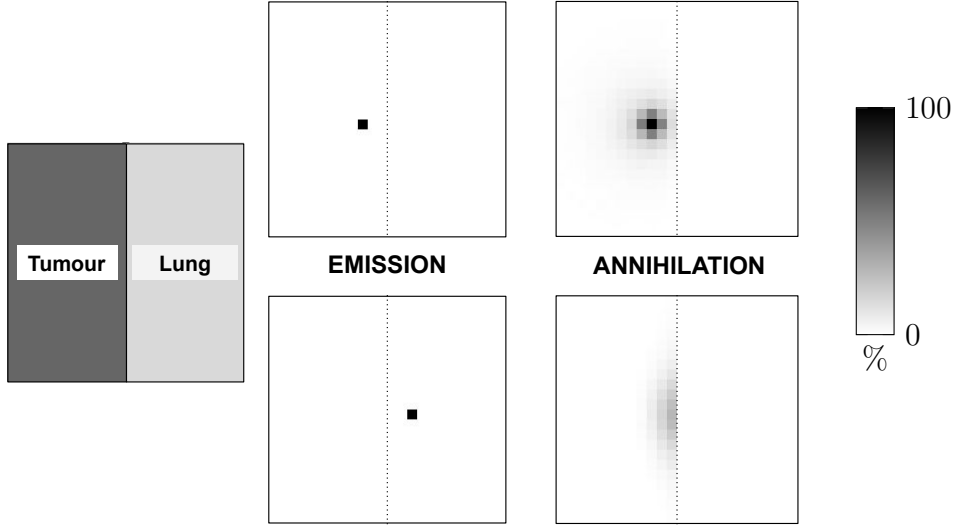 Tumour
Lung
EMISSION
ANNIHILATION
100
0
%